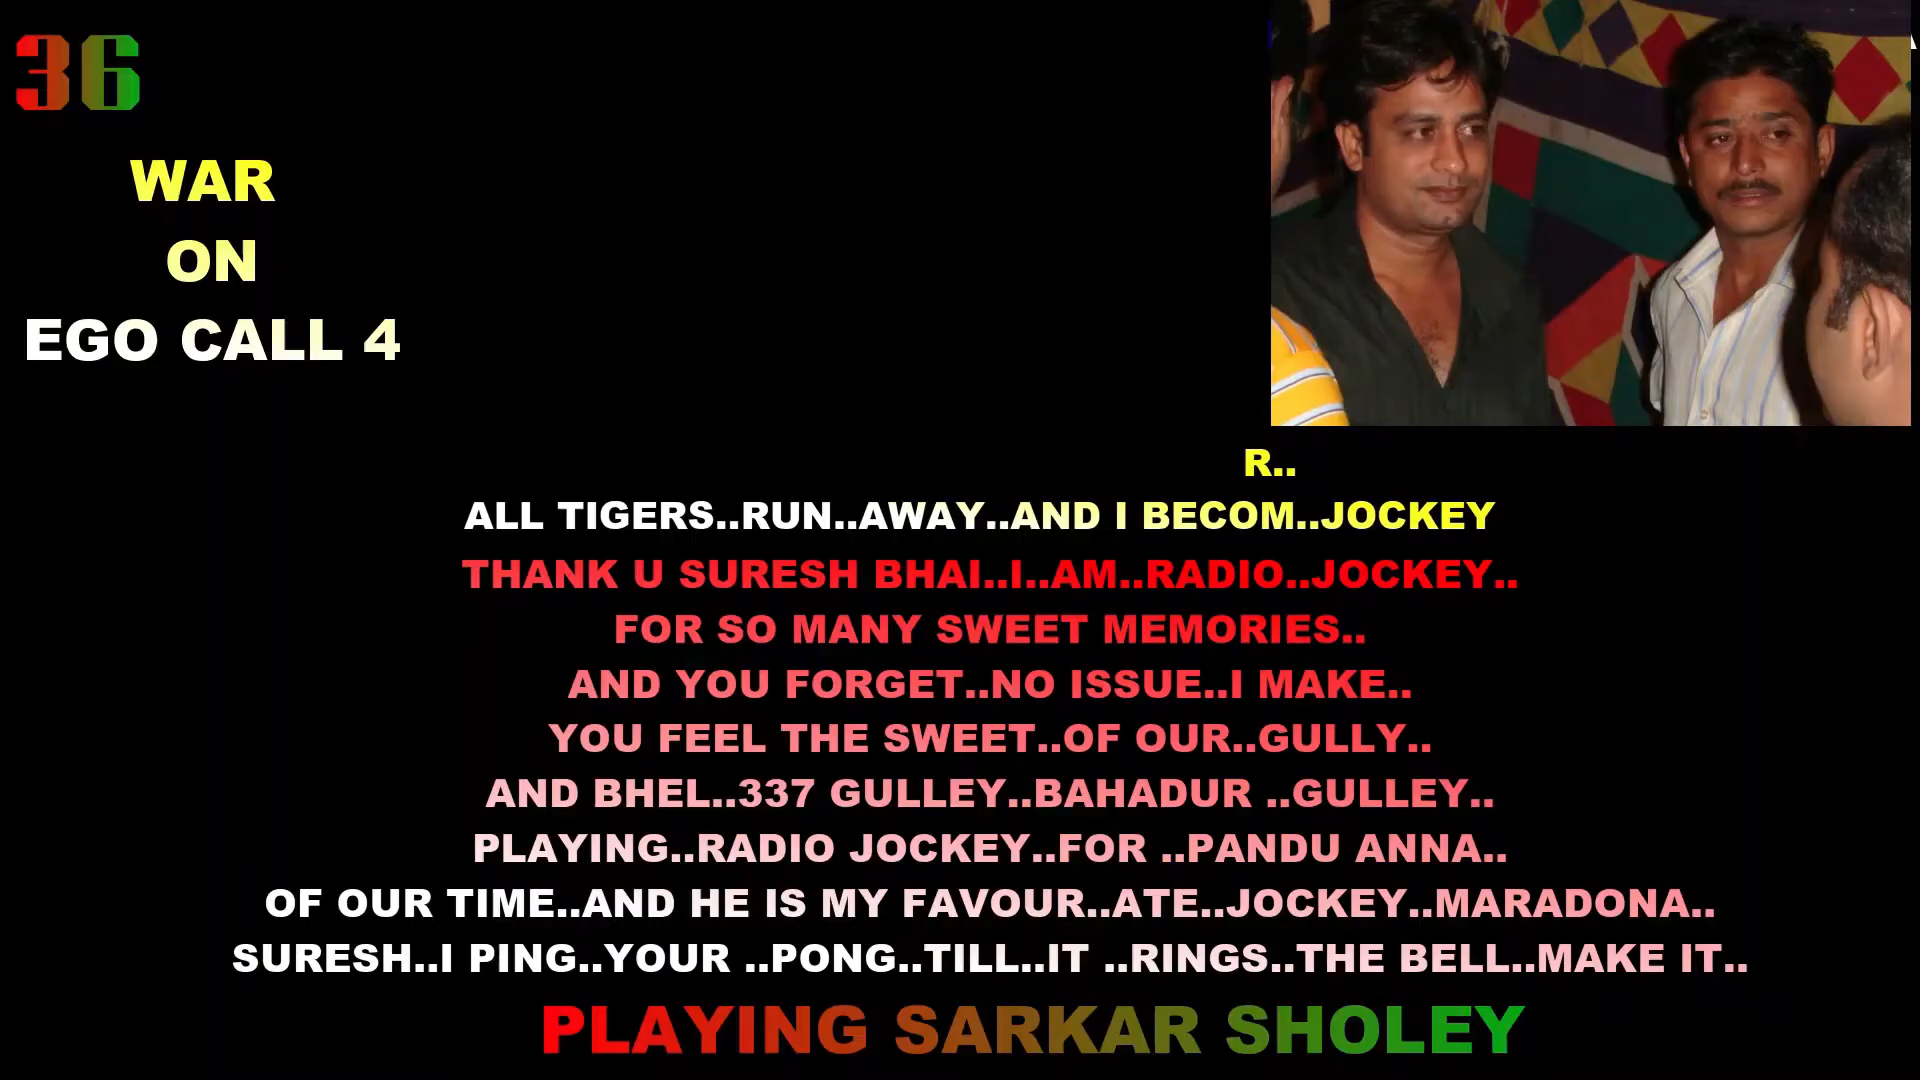 36
WAR
ON
EGO CALL 4
R..
ALL TIGERS..RUN..AWAY..AND I BECOM..JOCKEY
THANK U SURESH BHAI..I..AM..RADIO..JOCKEY..
FOR SO MANY SWEET MEMORIES..
AND YOU FORGET..NO ISSUE..I MAKE..
YOU FEEL THE SWEET..OF OUR..GULLY..
AND BHEL..337 GULLEY..BAHADUR ..GULLEY..
PLAYING..RADIO JOCKEY..FOR ..PANDU ANNA..
OF OUR TIME..AND HE IS MY FAVOUR..ATE..JOCKEY..MARADONA..
SURESH..I PING..YOUR ..PONG..TILL..IT ..RINGS..THE BELL..MAKE IT..
PLAYING SARKAR SHOLEY